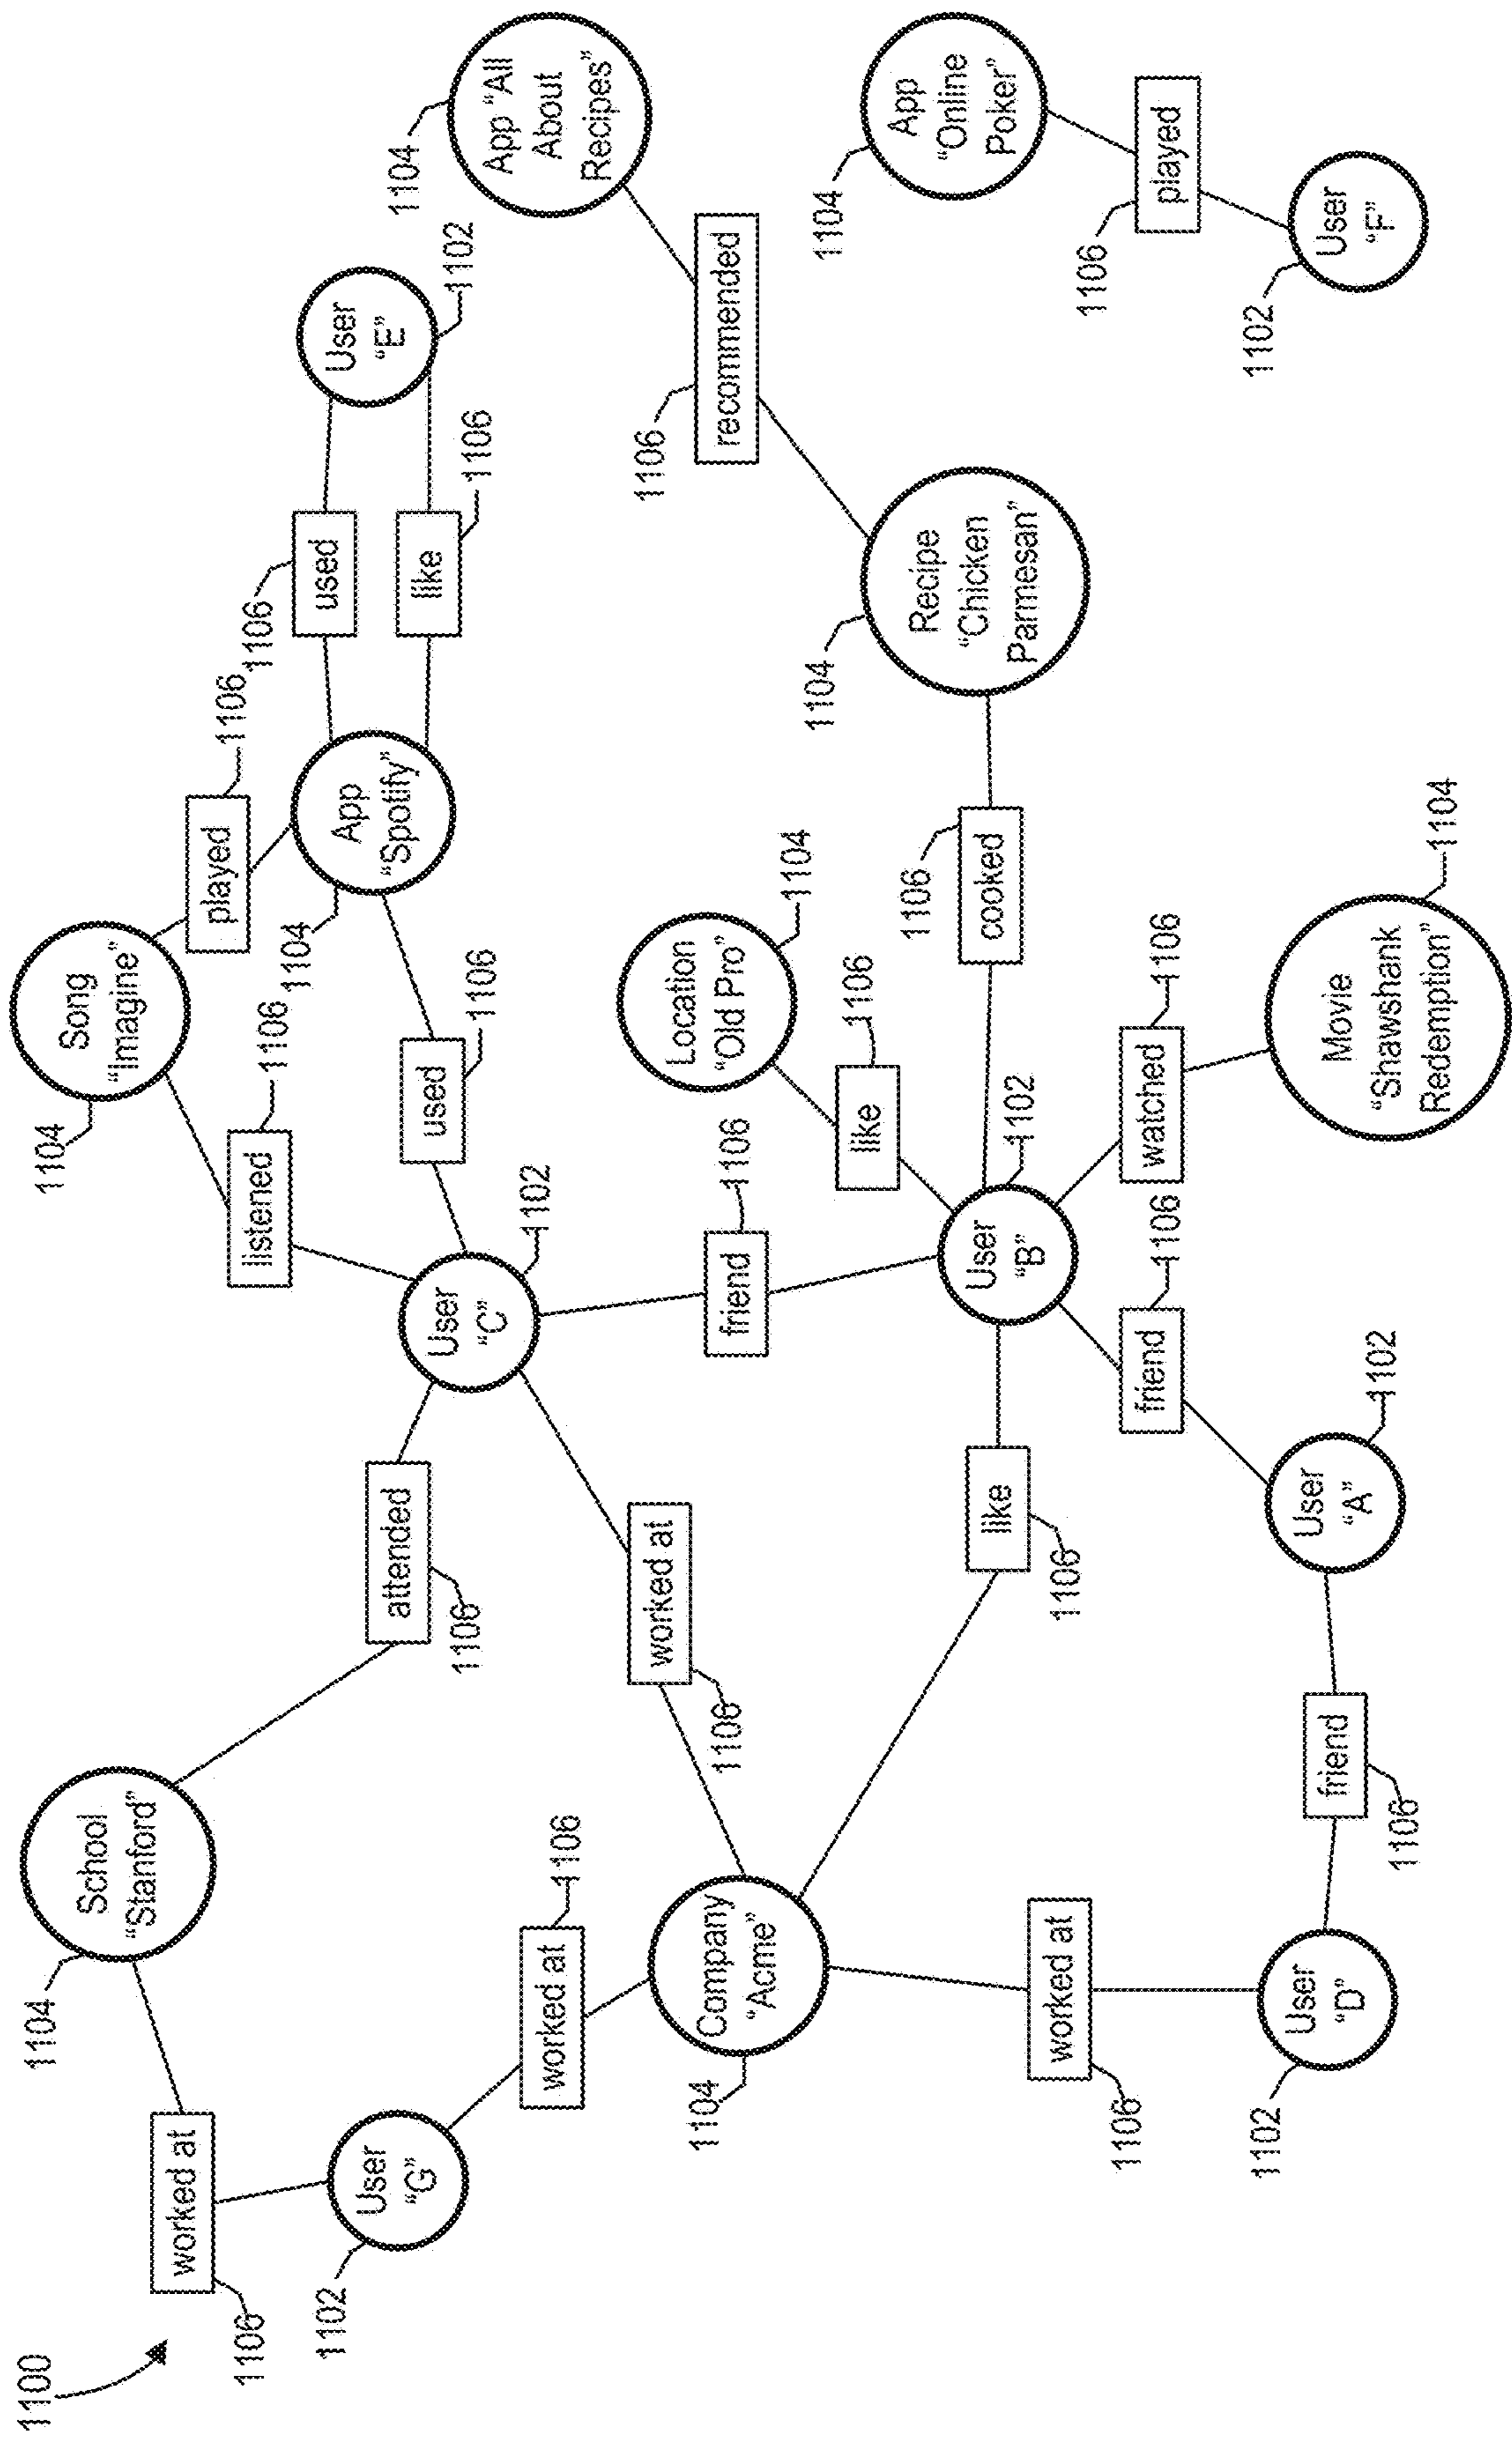 1100
1104
School
“Stanford”
1104
Song
“Imagine”
worked at
1106
played
1106
listened
1106
1102
User
“G”
attended
1106
User
“C”
1102
used
1106
App
“Spotify”
1104
used
1106
like
1106
User
“E”
1102
1104
App “All
About
Recipes”
worked at
1106
worked at
1106
friend
1106
Location
“Old Pro”
1104
recommended
1106
1104
Company
“Acme”
like
1106
like
1106
User
“B”
1102
cooked
1106
1104
Recipe
“Chicken
Parmesan”
1104
App
“Online
Poker”
worked at
1106
friend
1106
watched
1106
played
1106
1102
User
“D”
friend
1106
User
“A”
1102
Movie
“Shawshank
Redemption”
1104
1102
User
“F”